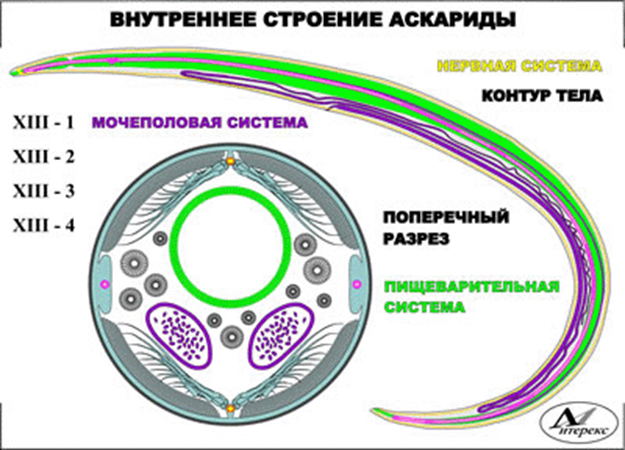 ВНУТРЕННЕЕ СТРОЕНИЕ АСКАРИДЫ
НЕРВНАЯ СИСТЕМА
КОНТУР ТЕЛА
XIII - 1 МОЧЕПОЛОВАЯ СИСТЕМА
XIII - 2
XIII - 3
XIII - 4
ПОПЕРЕЧНЫЙ
РАЗРЕЗ
ПИЩЕВАРИТЕЛЬНАЯ
СИСТЕМА
Айтерекс